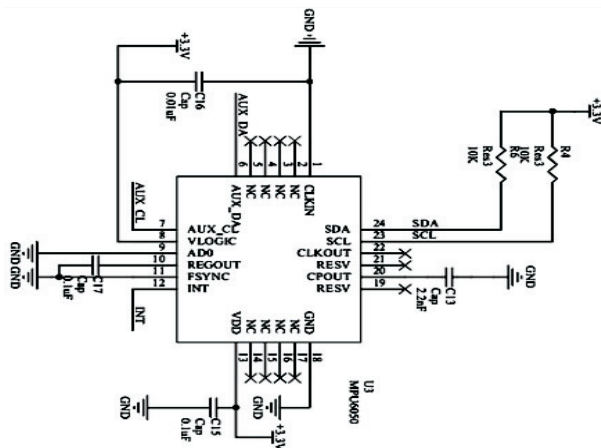 +3.3V
GND
C16
Cap
0.01uF
AUX_DA
6 5 4 3 2 1
AUX_DA
NC
NC
NC
NC
CLKIN
+3.3V
R4
Res3
10K
R6
Res3
10K
AUX_CL
7 AUX_CL
8 VLOGIC
9 AD0
10 REGOUT
11 FSYNC
12 INT
SDA 24 SDA
SCL 23 SCL
CLKOUT 22
RESV 21
CPOUT 20
RESV 19
GND
GND
C17
Cap
0.1uF
INT
C13
Cap
2.2nF
GND
VDD
NC
NC
NC
NC
GND
13 14 15 16 17 18
U3
MPU6050
GND
C15
Cap
0.1uF
GND
+3.3V